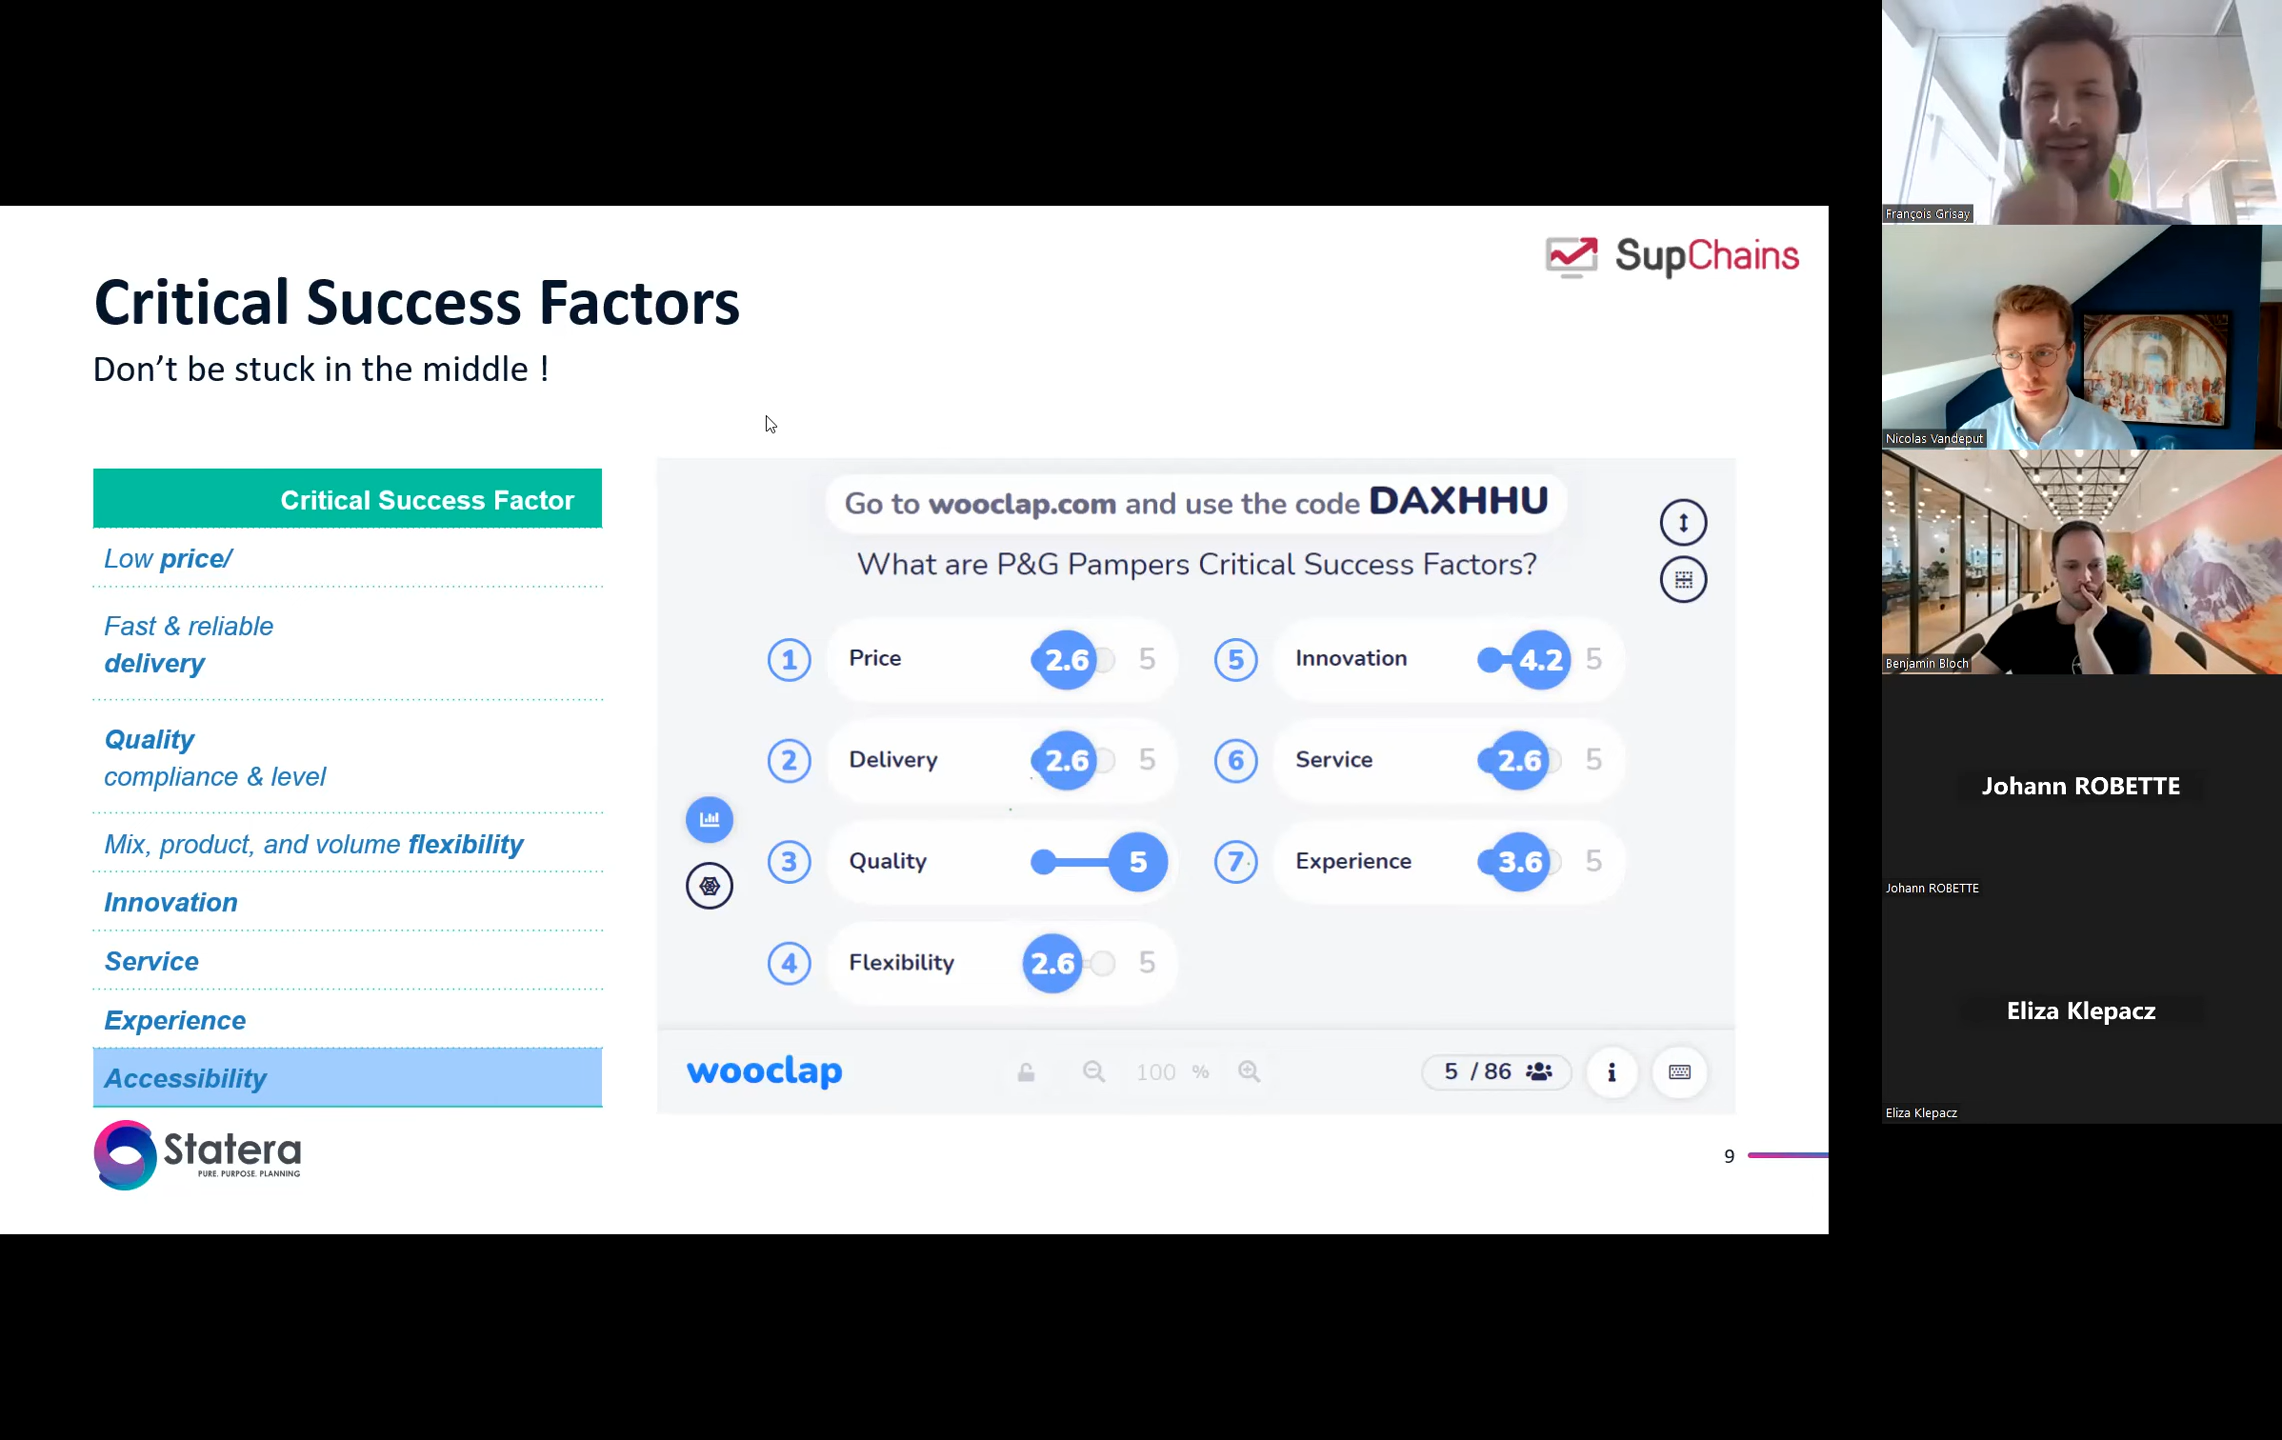 SupChains
Critical Success Factors
Don't be stuck in the middle !
Critical Success Factor
Low price/
Fast & reliable
delivery
Quality
compliance & level
Mix, product, and volume flexibility
Innovation
Service
Experience
Accessibility
Go to wooclap.com and use the code DAXHHU
What are P&G Pampers Critical Success Factors?
1 Price 2.6 5
2 Delivery 2.6 5
3 Quality 5
4 Flexibility 2.6 5
5 Innovation 4.2 5
6 Service 2.6 5
7 Experience 3.6 5
wooclap
100 %
5 / 86
i
Statera
PURE. PURPOSE. PLANNING
9
François Grisay
Nicolas Vandeput
Benjamin Bloch
Johann ROBETTE
Johann ROBETTE
Eliza Klepacz
Eliza Klepacz